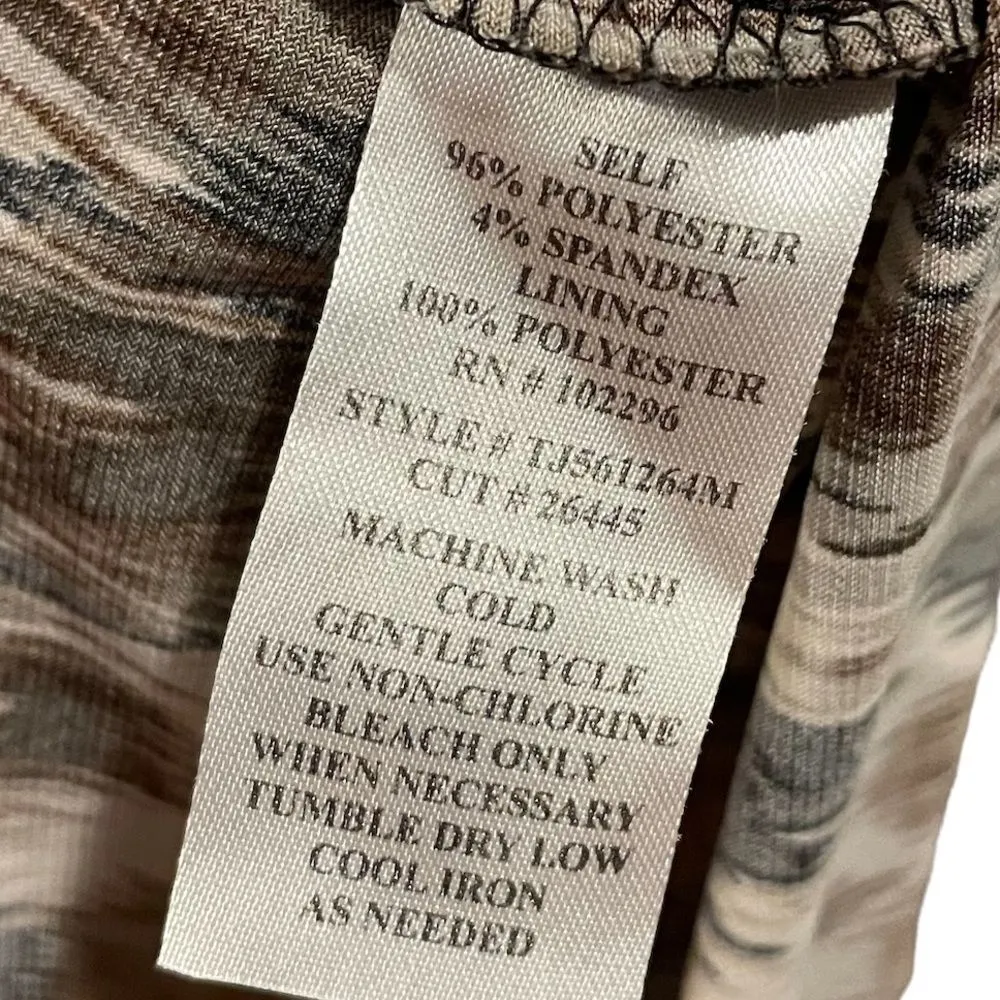 SELF
96% POLYESTER
4% SPANDEX
LINING
100% POLYESTER
RN # 102296
STYLE # TJ561264M
CUT # 26445
MACHINE WASH
COLD
GENTLE CYCLE
USE NON-CHLORINE
BLEACH ONLY
WHEN NECESSARY
TUMBLE DRY LOW
COOL IRON
AS NEEDED